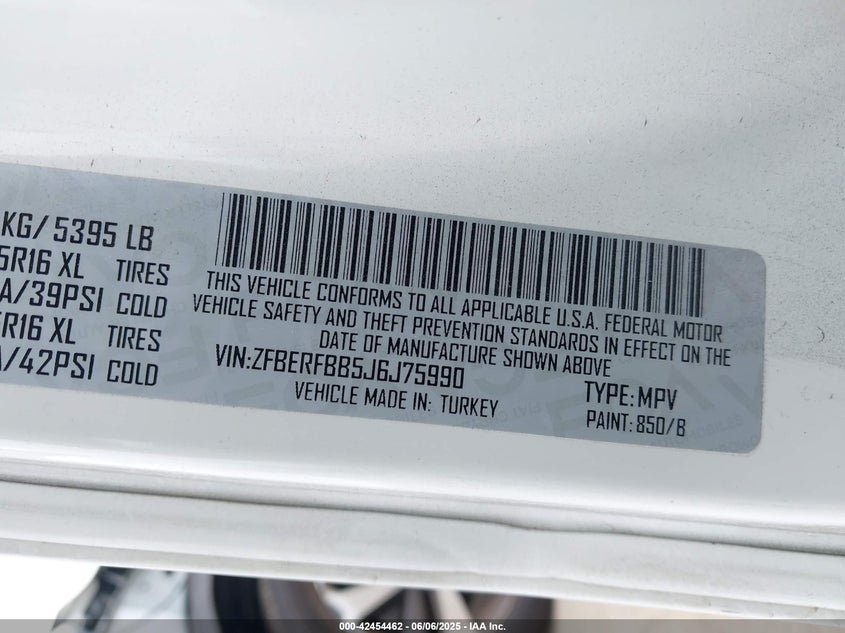 KG/ 5395 LB
5R16 XL TIRES
A/39PSI COLD
R16 XL TIRES
/42PSI COLD
THIS VEHICLE CONFORMS TO ALL APPLICABLE U.S.A. FEDERAL MOTOR
VEHICLE SAFETY AND THEFT PREVENTION STANDARDS IN EFFECT ON THE
DATE OF MANUFACTURE SHOWN ABOVE
VIN:ZFBERFBB5J6J75990
TYPE:MPV
VEHICLE MADE IN: TURKEY
PAINT: 850/B
000-42454462 - 06/06/2025 - IAA Inc.